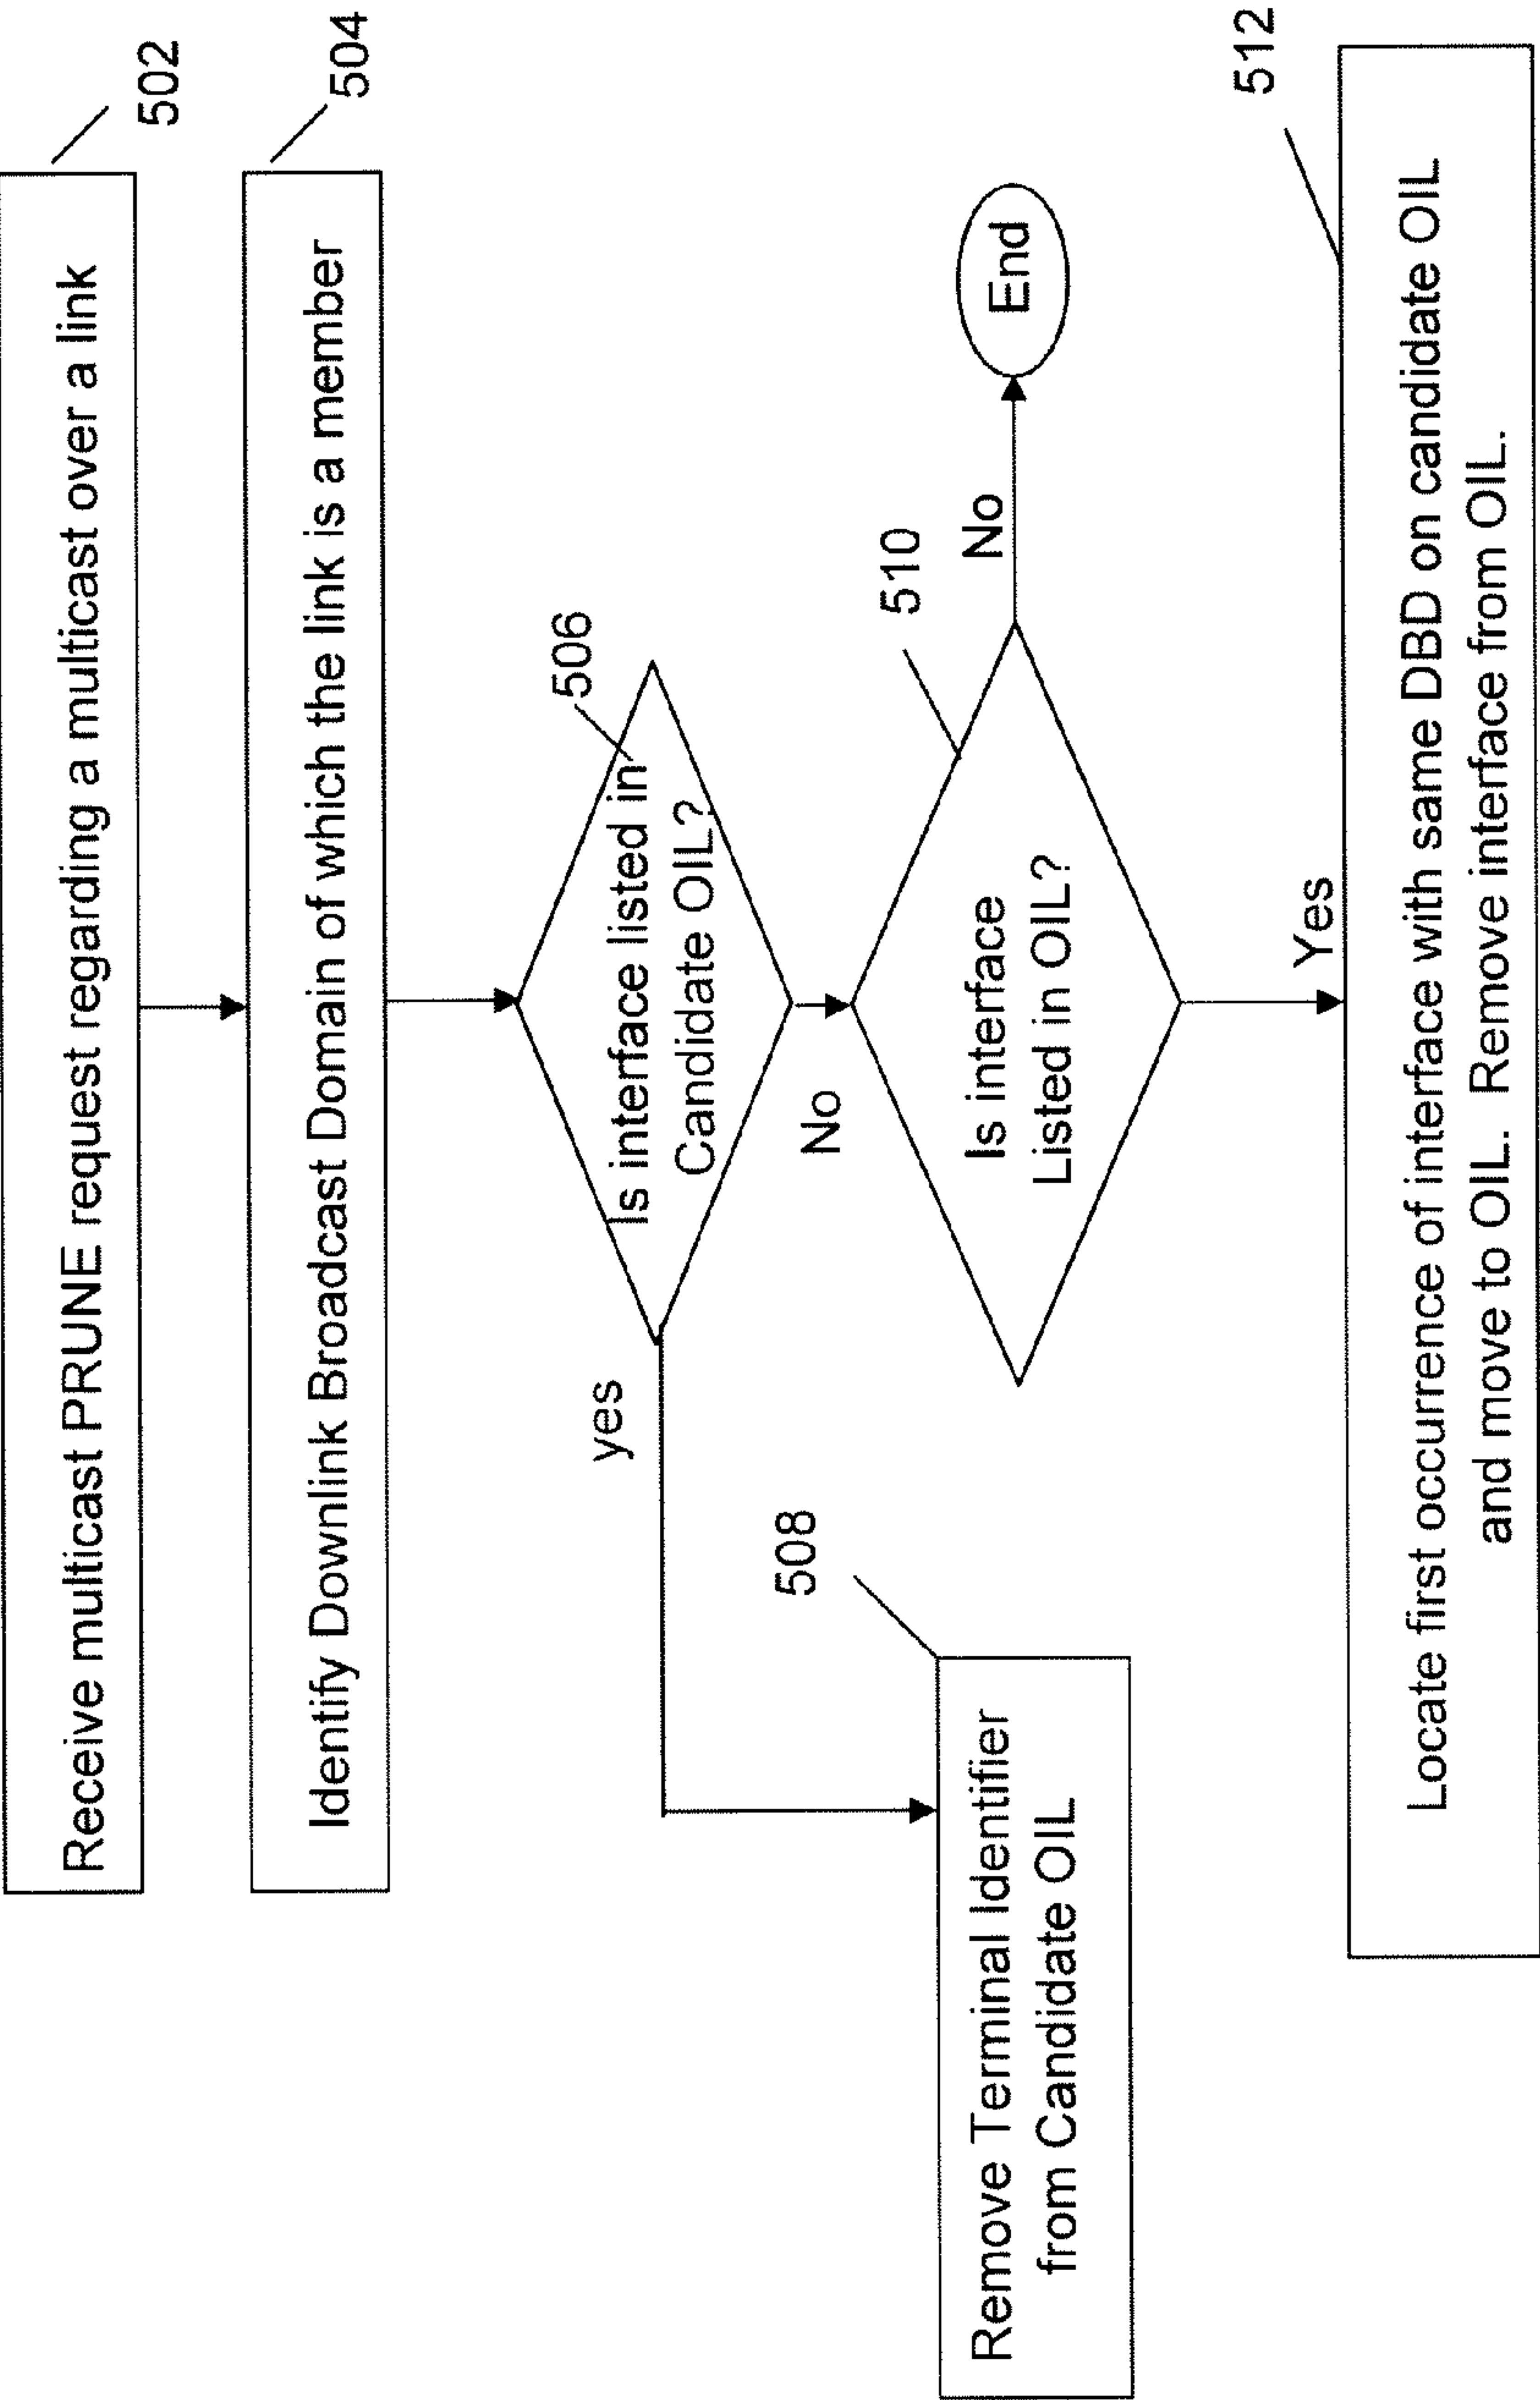 Receive multicast PRUNE request regarding a multicast over a link
502
Identify Downlink Broadcast Domain of which the link is a member
504
Is interface listed in
Candidate OIL?
506
yes
No
508
Remove Terminal Identifier
from Candidate OIL
Is interface
Listed in OIL?
510
No
End
Yes
512
Locate first occurrence of interface with same DBD on candidate OIL
and move to OIL. Remove interface from OIL.